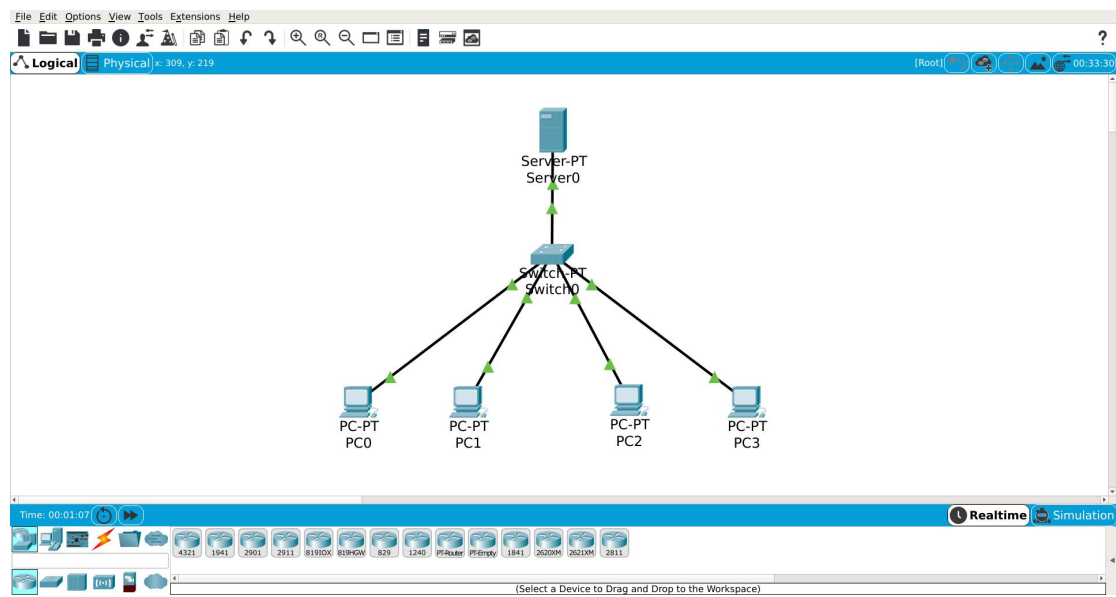 File Edit Options View Tools Extensions Help
?
Logical Physical x: 309, y: 219 [Root] 00:33:30
Server-PT
Server0
Switch-PT
Switch0
PC-PT PC-PT PC-PT PC-PT
PC0 PC1 PC2 PC3
Time: 00:01:07 Realtime Simulation
4321 1941 2901 2911 819IOX 819HGW 829 1240 PT-Router PT-Empty 1841 2620XM 2621XM 2811
(Select a Device to Drag and Drop to the Workspace)